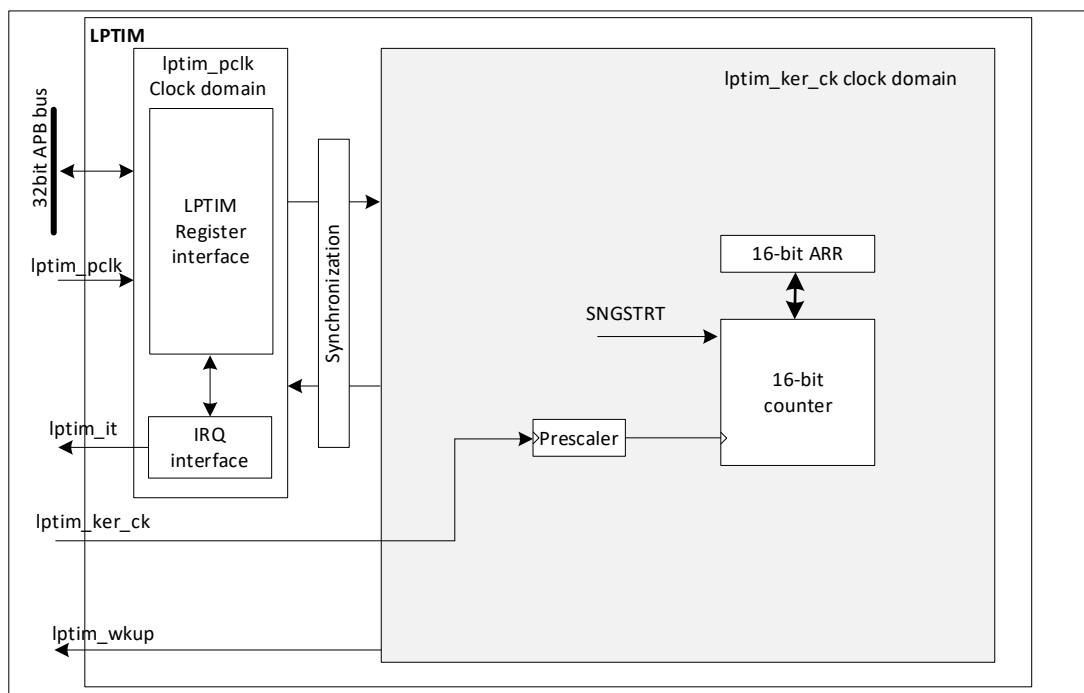 LPTIM
lptim_pclk
Clock domain
lptim_ker_ck clock domain
32bit APB bus
LPTIM
Register
interface
Synchronization
16-bit ARR
lptim_pclk
SNGSTRT
16-bit
counter
lptim_it
IRQ
interface
Prescaler
lptim_ker_ck
lptim_wkup